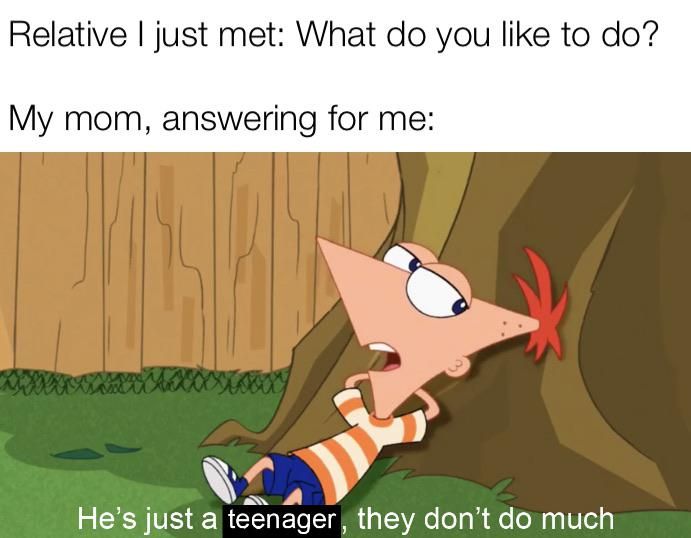 Relative I just met: What do you like to do?
My mom, answering for me:
He's just a teenager, they don't do much